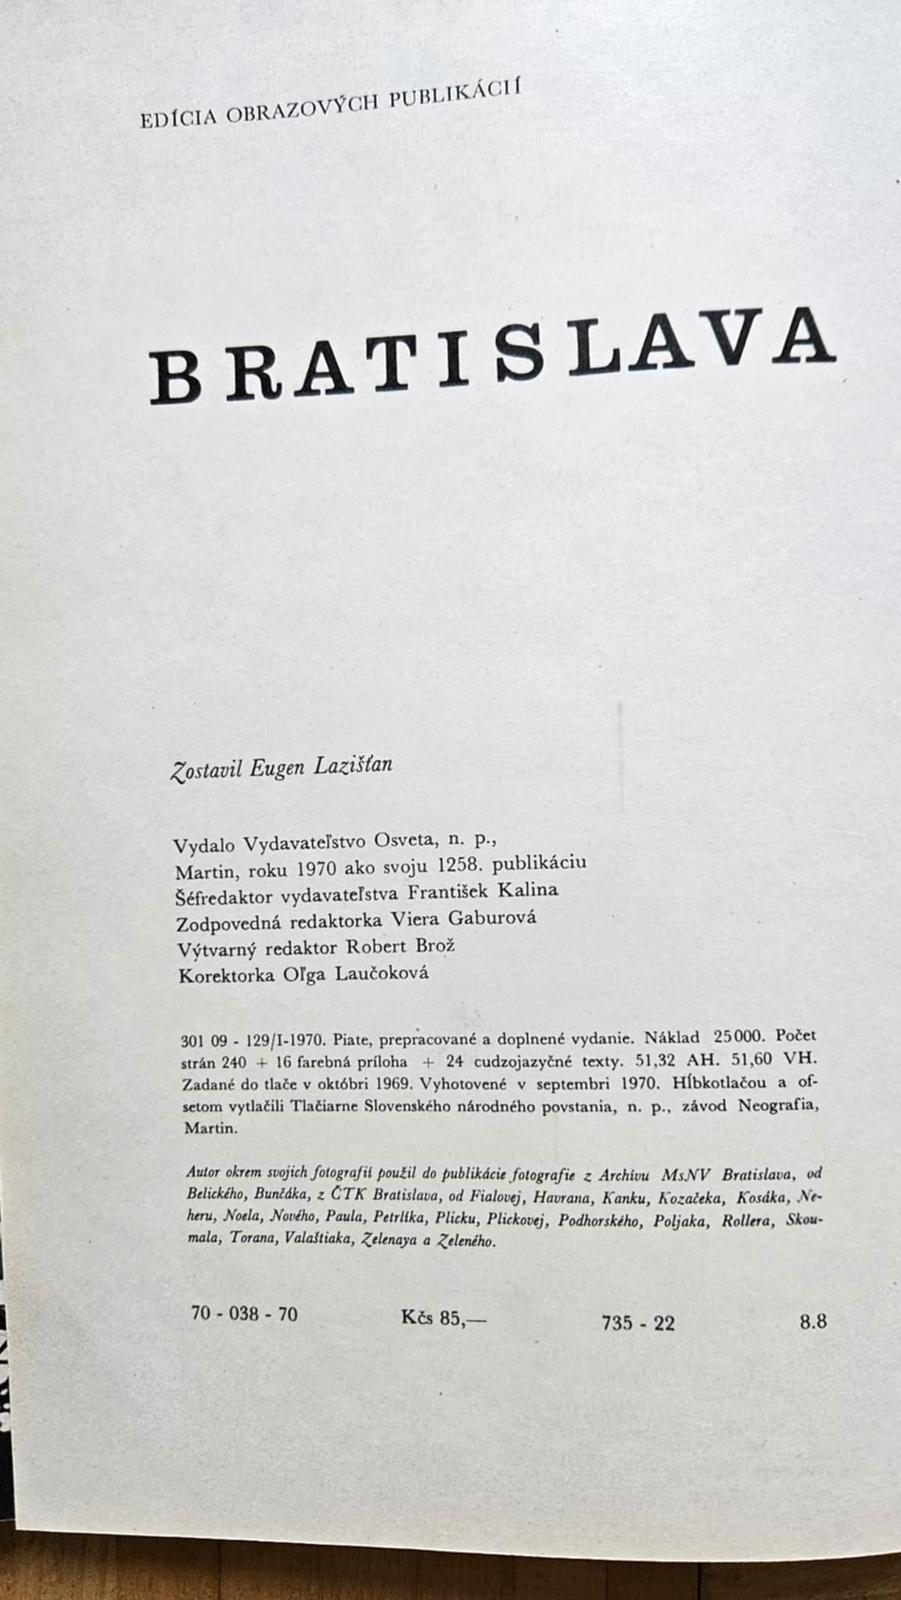 EDÍCIA OBRAZOVÝCH PUBLIKÁCIÍ
BRATISLAVA
Zostavil Eugen Lazišťan
Vydalo Vydavateľstvo Osveta, n. p.,
Martin, roku 1970 ako svoju 1258. publikáciu
Šéfredaktor vydavateľstva František Kalina
Zodpovedná redaktorka Viera Gaburová
Výtvarný redaktor Robert Brož
Korektorka Oľga Laučoková
301 09 - 129/I-1970. Piate, prepracované a doplnené vydanie. Náklad 25 000. Počet
strán 240 + 16 farebná príloha + 24 cudzojazyčné texty. 51,32 AH. 51,60 VH.
Zadané do tlače v októbri 1969. Vyhotovené v septembri 1970. Hĺbkotlačou a of-
setom vytlačili Tlačiarne Slovenského národného povstania, n. p., závod Neografia,
Martin.
Autor okrem svojich fotografií použil do publikácie fotografie z Archívu MsNV Bratislava, od
Belického, Bunčáka, z ČTK Bratislava, od Fialovej, Havrana, Kanku, Kozačeka, Kosáka, Ne-
heru, Noela, Nového, Paula, Petrlíka, Plicku, Plickovej, Podhorského, Poljaka, Rollera, Skou-
mala, Torana, Valaštiaka, Zelenaya a Zeleného.
70 - 038 - 70 Kčs 85,— 735 - 22 8.8